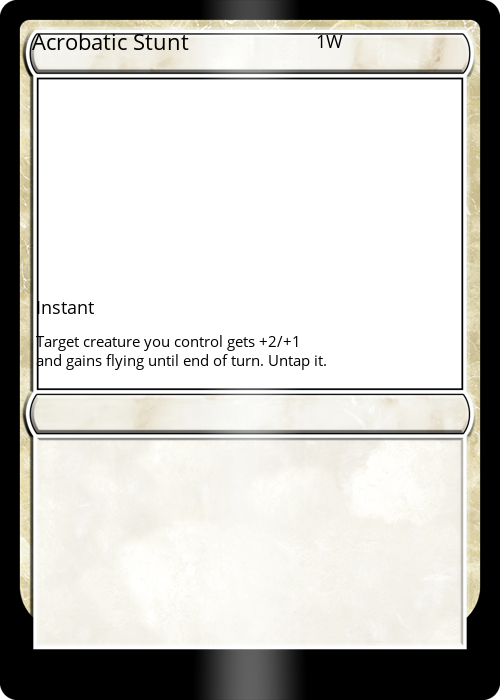 Acrobatic Stunt 1W
Instant
Target creature you control gets +2/+1
and gains flying until end of turn. Untap it.